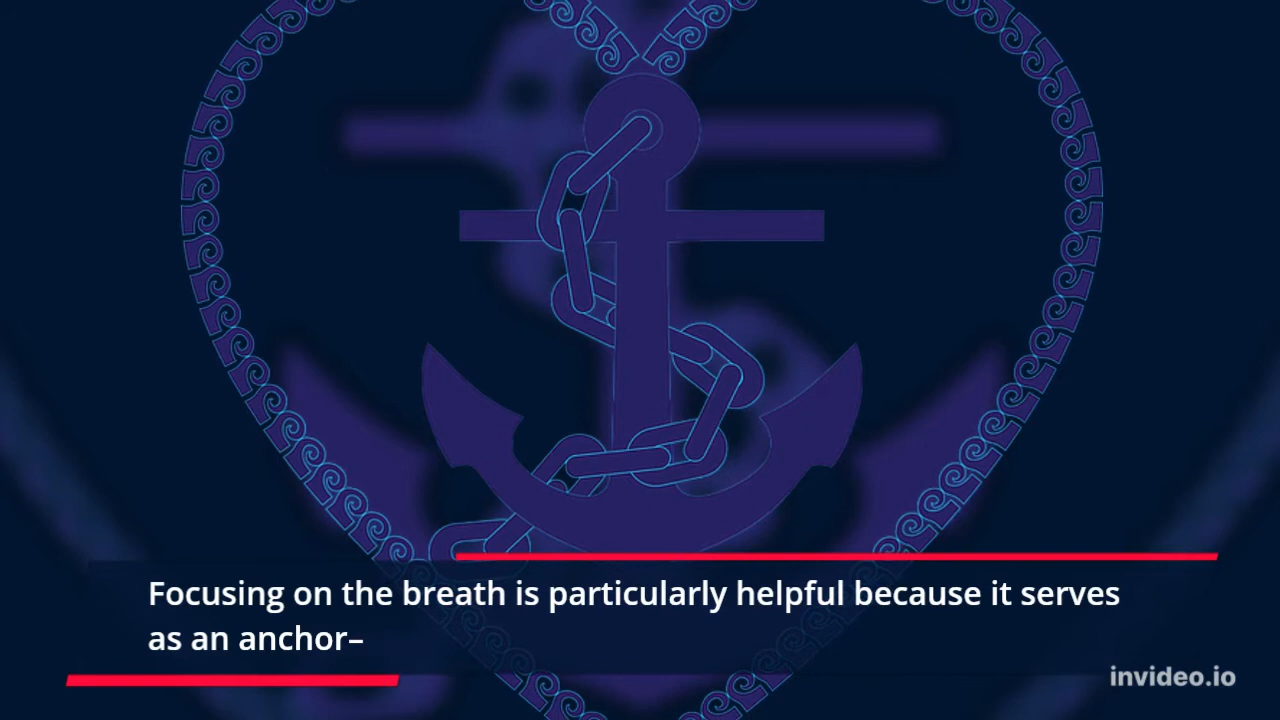 Focusing on the breath is particularly helpful because it serves
as an anchor–
invideo.io